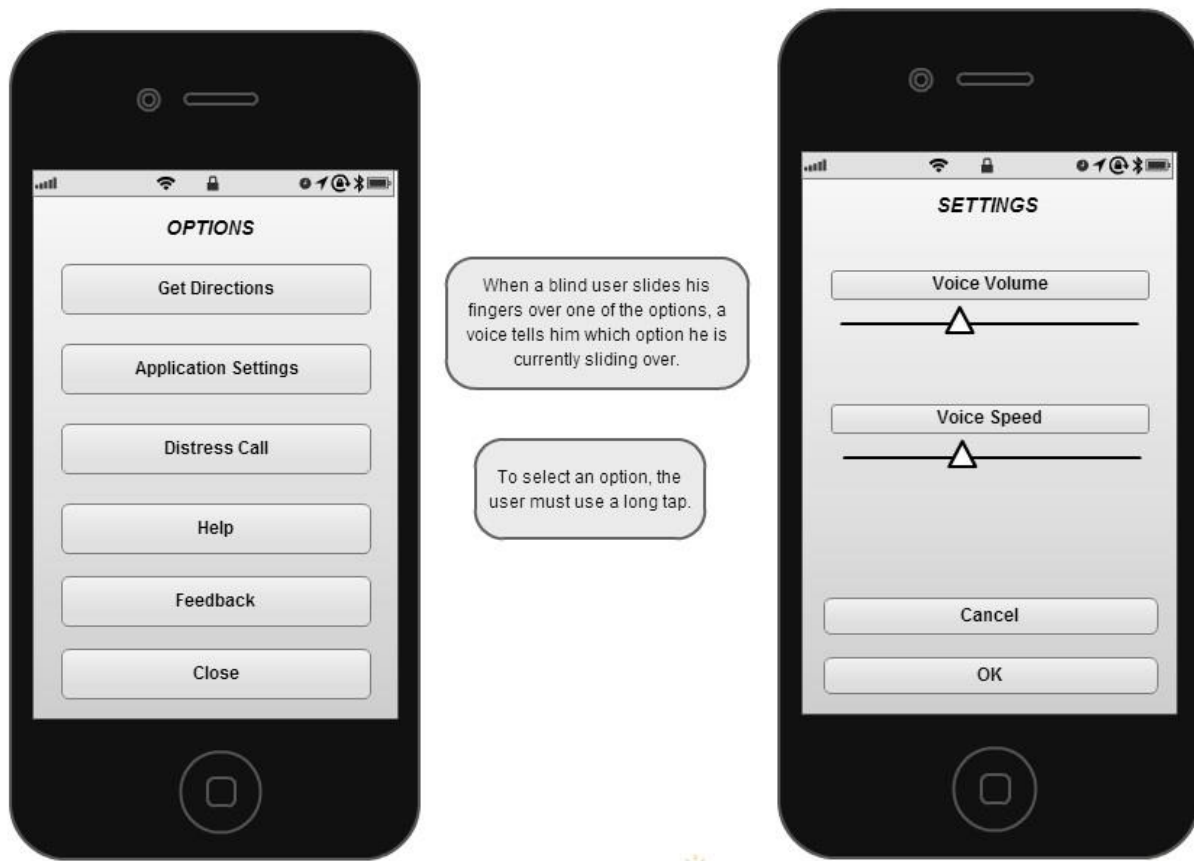 OPTIONS
Get Directions
Application Settings
Distress Call
Help
Feedback
Close
When a blind user slides his
fingers over one of the options, a
voice tells him which option he is
currently sliding over.
To select an option, the
user must use a long tap.
SETTINGS
Voice Volume
Voice Speed
Cancel
OK